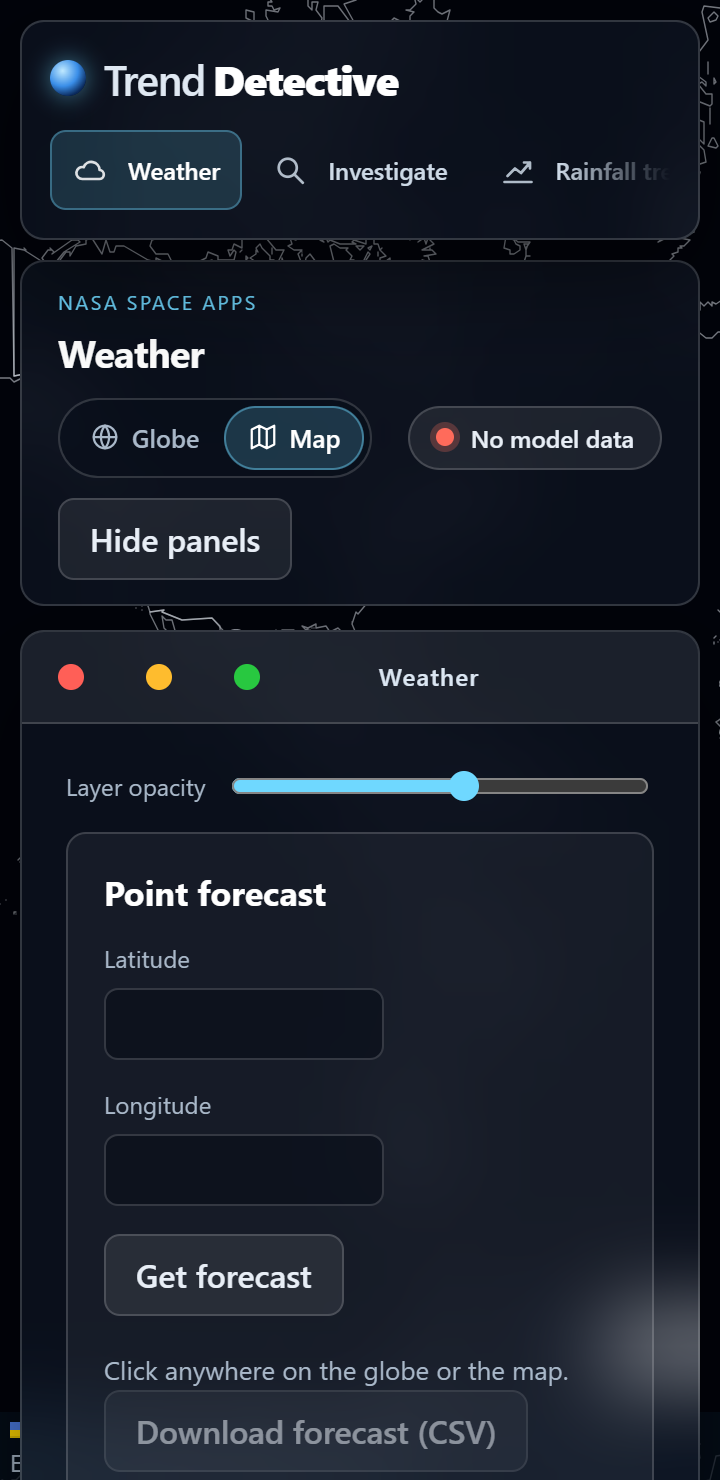 Trend Detective
Weather
Investigate
Rainfall tre
NASA SPACE APPS
Weather
Globe
Map
No model data
Hide panels
Weather
Layer opacity
Point forecast
Latitude
Longitude
Get forecast
Click anywhere on the globe or the map.
Download forecast (CSV)